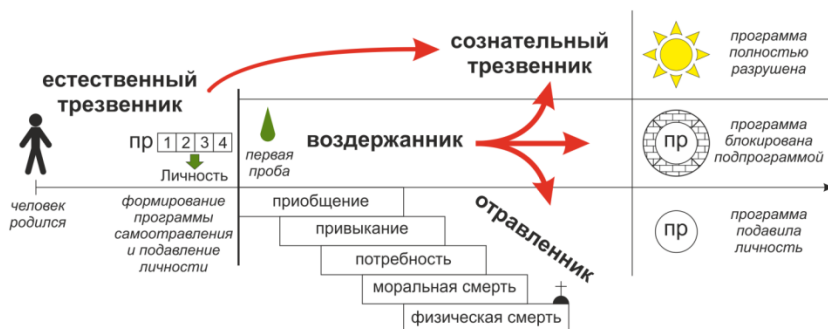 естественный
трезвенник
сознательный
трезвенник
программа
полностью
разрушена
пр 1 2 3 4
Личность
первая
проба
воздержанник
пр
программа
блокирована
подпрограммой
человек
родился
формирование
программы
самоотравления
и подавление
личности
приобщение
привыкание
потребность
моральная смерть
физическая смерть
отравленник
пр
программа
подавила
личность